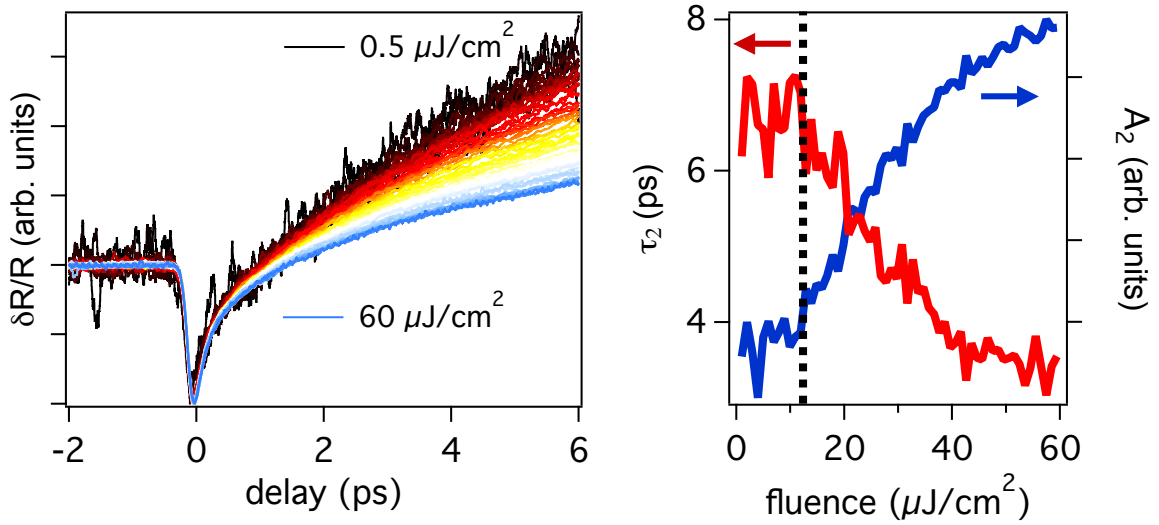 δR/R (arb. units)
0.5 µJ/cm²
60 µJ/cm²
-2 0 2 4 6
delay (ps)
τ₂ (ps)
8
6
4
0 20 40 60
fluence (µJ/cm²)
A₂ (arb. units)